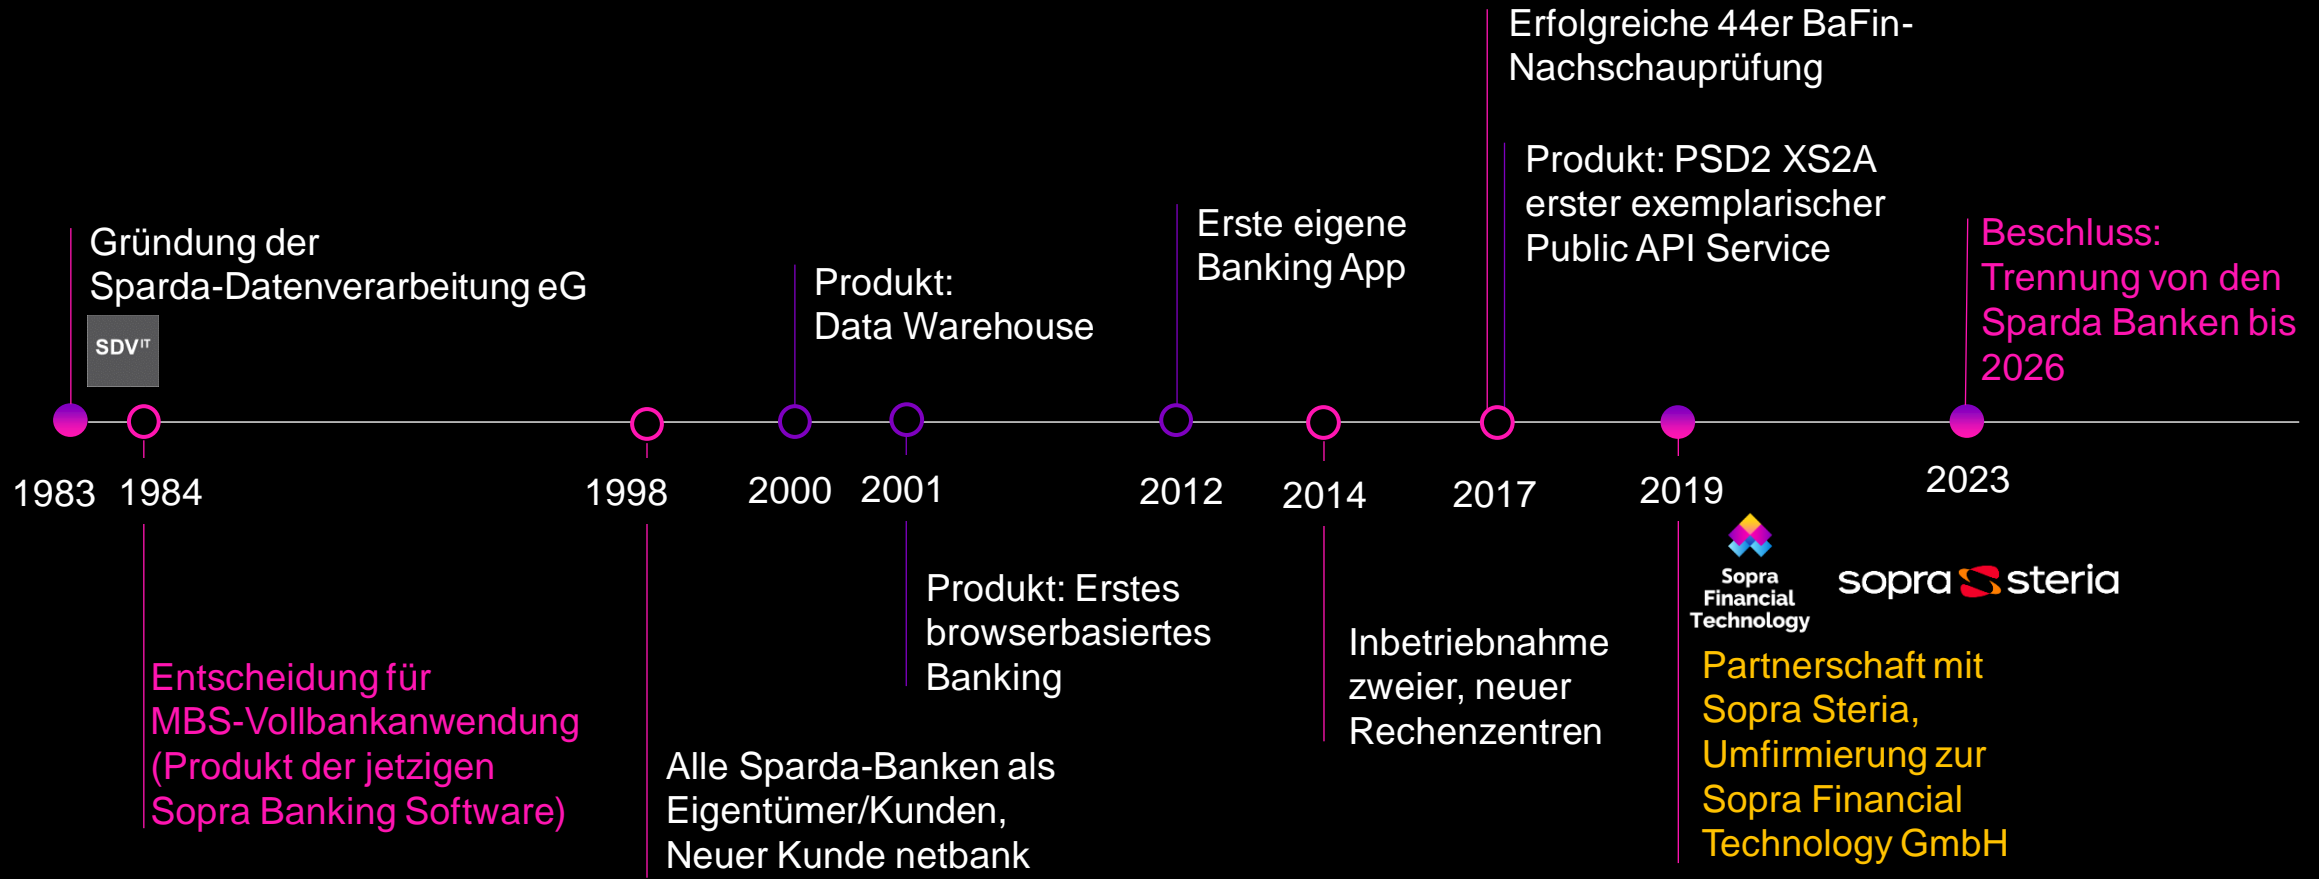 Erfolgreiche 44er BaFin-
Nachschauprüfung
Produkt: PSD2 XS2A
erster exemplarischer
Public API Service
Gründung der
Sparda-Datenverarbeitung eG
SDV IT
Produkt:
Data Warehouse
Erste eigene
Banking App
Beschluss:
Trennung von den
Sparda Banken bis
2026
1983
1984
1998
2000
2001
2012
2014
2017
2019
2023
Entscheidung für
MBS-Vollbankanwendung
(Produkt der jetzigen
Sopra Banking Software)
Alle Sparda-Banken als
Eigentümer/Kunden,
Neuer Kunde netbank
Produkt: Erstes
browserbasiertes
Banking
Inbetriebnahme
zweier, neuer
Rechenzentren
Sopra
Financial
Technology
sopra steria
Partnerschaft mit
Sopra Steria,
Umfirmierung zur
Sopra Financial
Technology GmbH